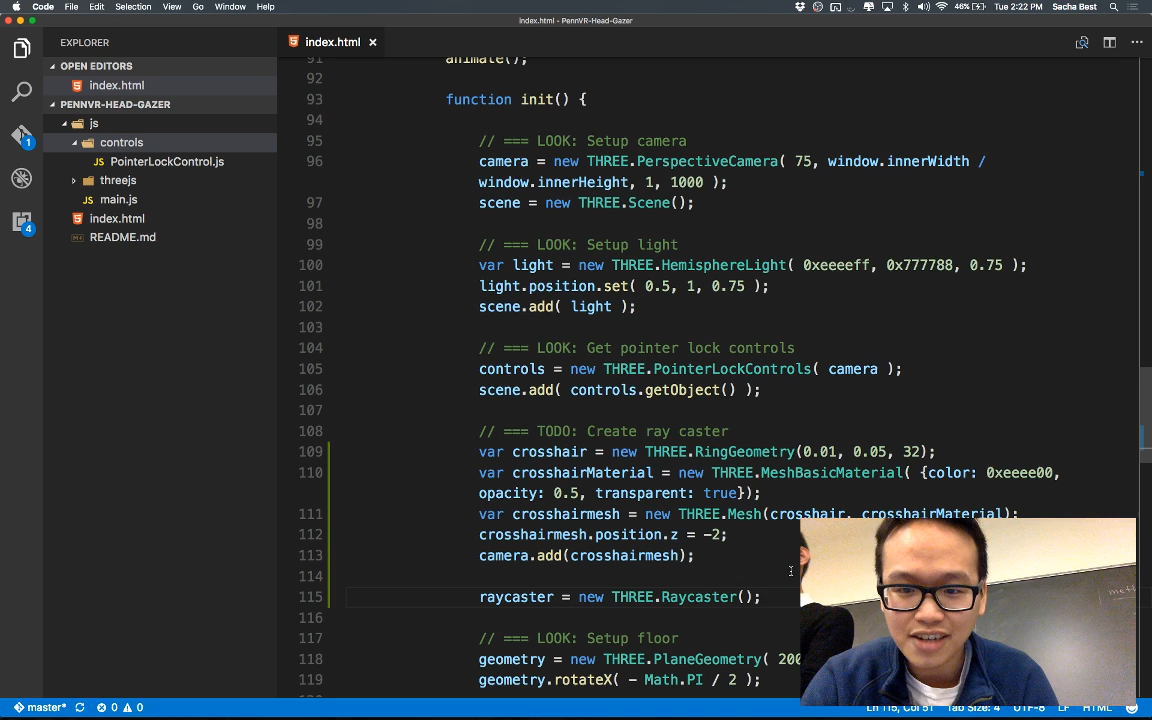 Code File Edit Selection View Go Window Help 46% Tue 2:22 PM Sacha Best
index.html - PennVR-Head-Gazer
EXPLORER
index.html
OPEN EDITORS
index.html
PENNVR-HEAD-GAZER
js
controls
JS PointerLockControl.js
threejs
JS main.js
index.html
README.md
1
4
91 animate();
92
93 function init() {
94
95 // === LOOK: Setup camera
96 camera = new THREE.PerspectiveCamera( 75, window.innerWidth /
window.innerHeight, 1, 1000 );
97 scene = new THREE.Scene();
98
99 // === LOOK: Setup light
100 var light = new THREE.HemisphereLight( 0xeeeeff, 0x777788, 0.75 );
101 light.position.set( 0.5, 1, 0.75 );
102 scene.add( light );
103
104 // === LOOK: Get pointer lock controls
105 controls = new THREE.PointerLockControls( camera );
106 scene.add( controls.getObject() );
107
108 // === TODO: Create ray caster
109 var crosshair = new THREE.RingGeometry(0.01, 0.05, 32);
110 var crosshairMaterial = new THREE.MeshBasicMaterial( {color: 0xeeee00,
opacity: 0.5, transparent: true});
111 var crosshairmesh = new THREE.Mesh(crosshair, crosshairMaterial);
112 crosshairmesh.position.z = -2;
113 camera.add(crosshairmesh);
114
115 raycaster = new THREE.Raycaster();
116
117 // === LOOK: Setup floor
118 geometry = new THREE.PlaneGeometry( 200
119 geometry.rotateX( - Math.PI / 2 );
master* 0 0 Ln 115, Col 51 Tab Size: 4 UTF-8 LF HTML